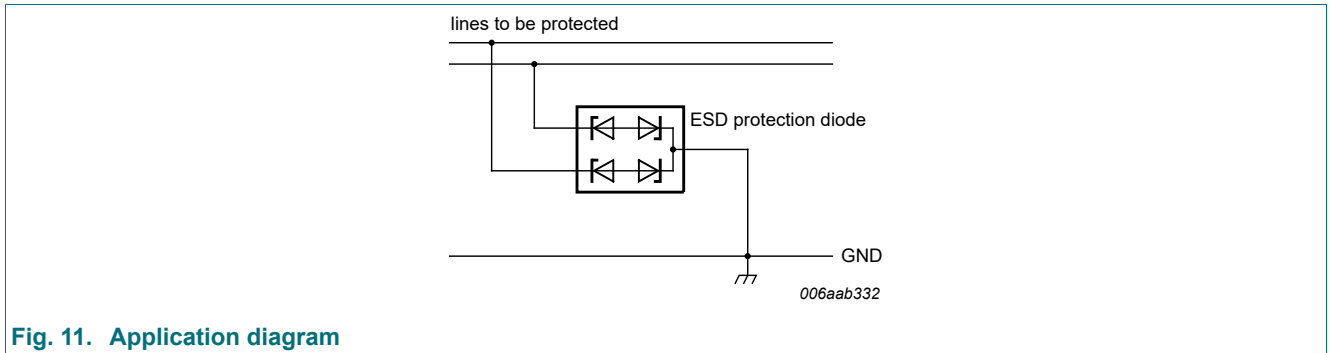 lines to be protected
ESD protection diode
GND
006aab332
Fig. 11. Application diagram